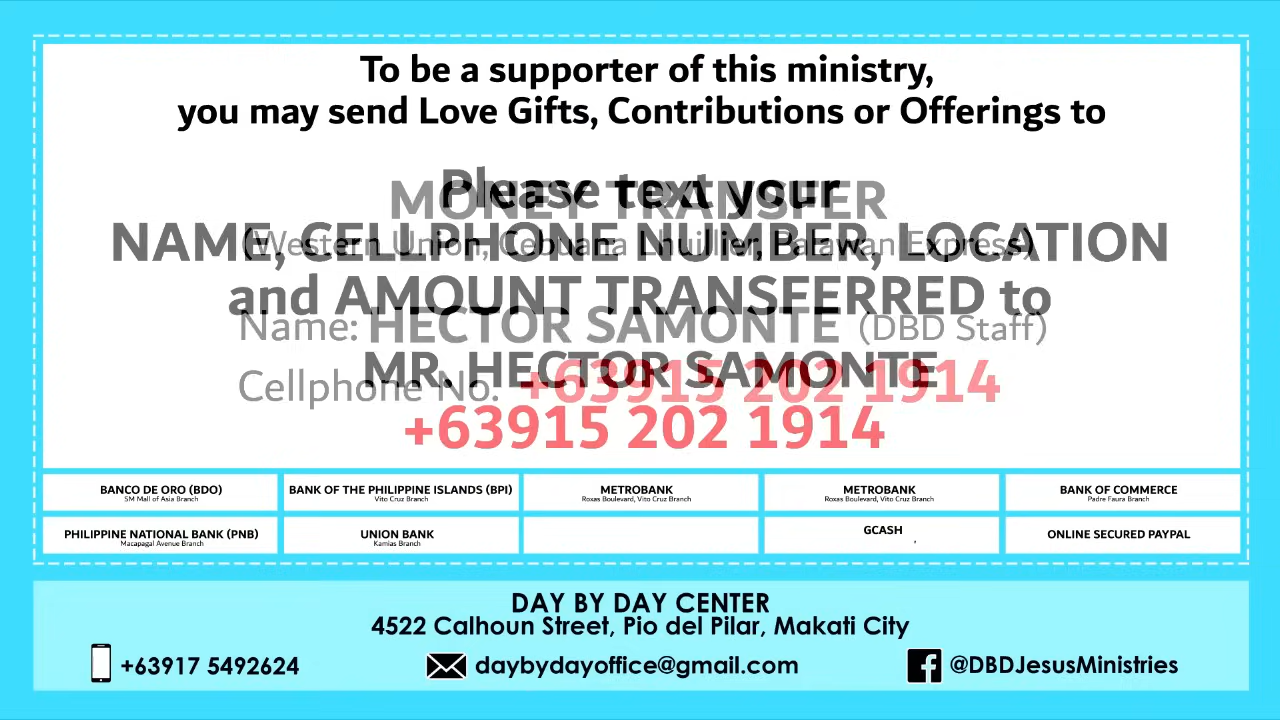 To be a supporter of this ministry,
you may send Love Gifts, Contributions or Offerings to
Please text your
MONEY TRANSFER
NAME, CELLPHONE NUMBER, LOCATION
(Western Union, Cebuana Lhuillier, Palawan Express)
and AMOUNT TRANSFERRED to
Name: HECTOR SAMONTE (DBD Staff)
MR. HECTOR SAMONTE
Cellphone No. +63915 202 1914
+63915 202 1914
BANCO DE ORO (BDO)
SM Mall of Asia Branch
BANK OF THE PHILIPPINE ISLANDS (BPI)
Vito Cruz Branch
METROBANK
Roxas Boulevard, Vito Cruz Branch
METROBANK
Roxas Boulevard, Vito Cruz Branch
BANK OF COMMERCE
Padre Faura Branch
PHILIPPINE NATIONAL BANK (PNB)
Macapagal Avenue Branch
UNION BANK
Kamias Branch
GCASH
,
ONLINE SECURED PAYPAL
DAY BY DAY CENTER
4522 Calhoun Street, Pio del Pilar, Makati City
+63917 5492624
daybydayoffice@gmail.com
@DBDJesusMinistries